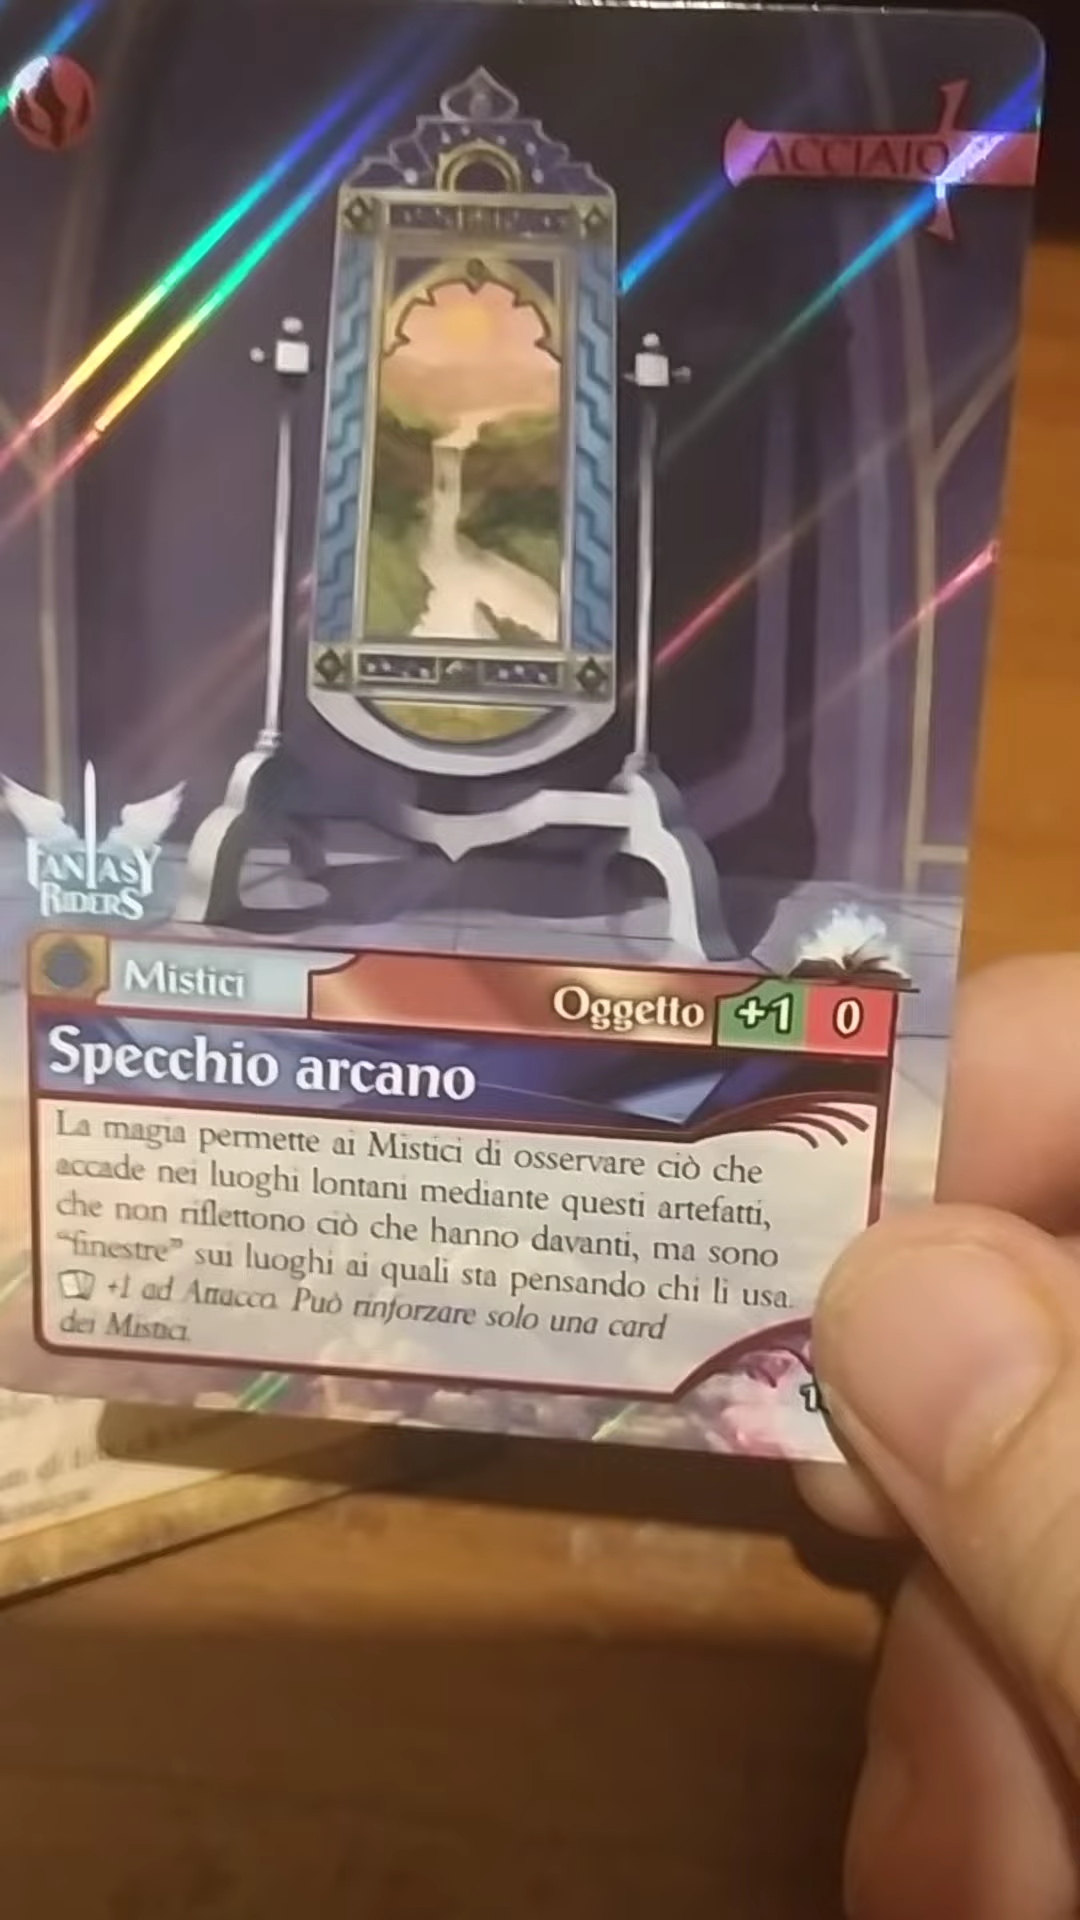 ACCIAIO
FANTASY
RIDERS
Mistici
Oggetto +1 0
Specchio arcano
La magia permette ai Mistici di osservare ciò che
accade nei luoghi lontani mediante questi artefatti,
che non riflettono ciò che hanno davanti, ma sono
“finestre” sui luoghi ai quali sta pensando chi li usa.
+1 ad Attacco. Può rinforzare solo una card
dei Mistici.